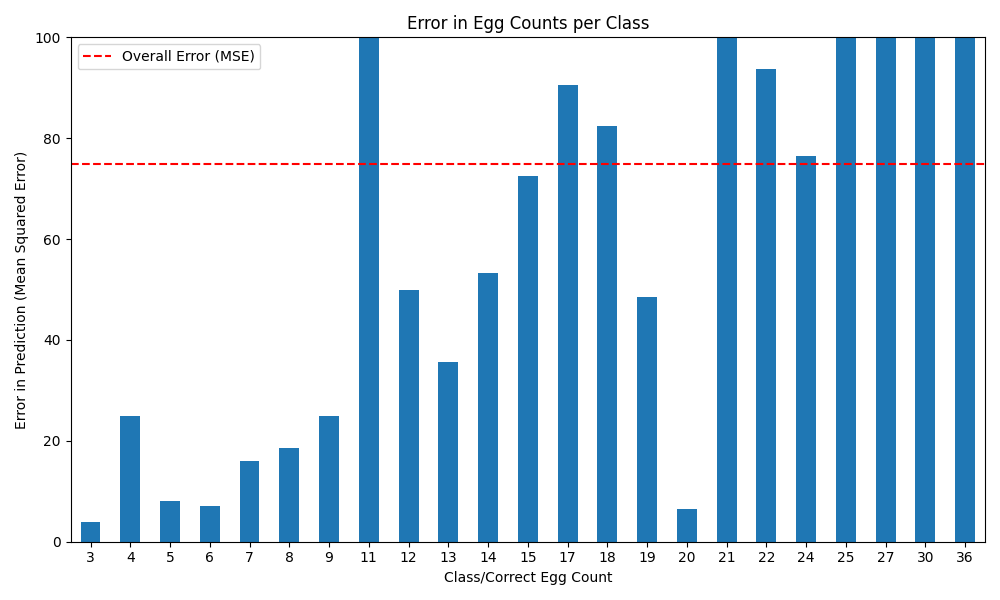 Error in Egg Counts per Class
Overall Error (MSE)
Error in Prediction (Mean Squared Error)
100
80
60
40
20
0
3 4 5 6 7 8 9 11 12 13 14 15 17 18 19 20 21 22 24 25 27 30 36
Class/Correct Egg Count